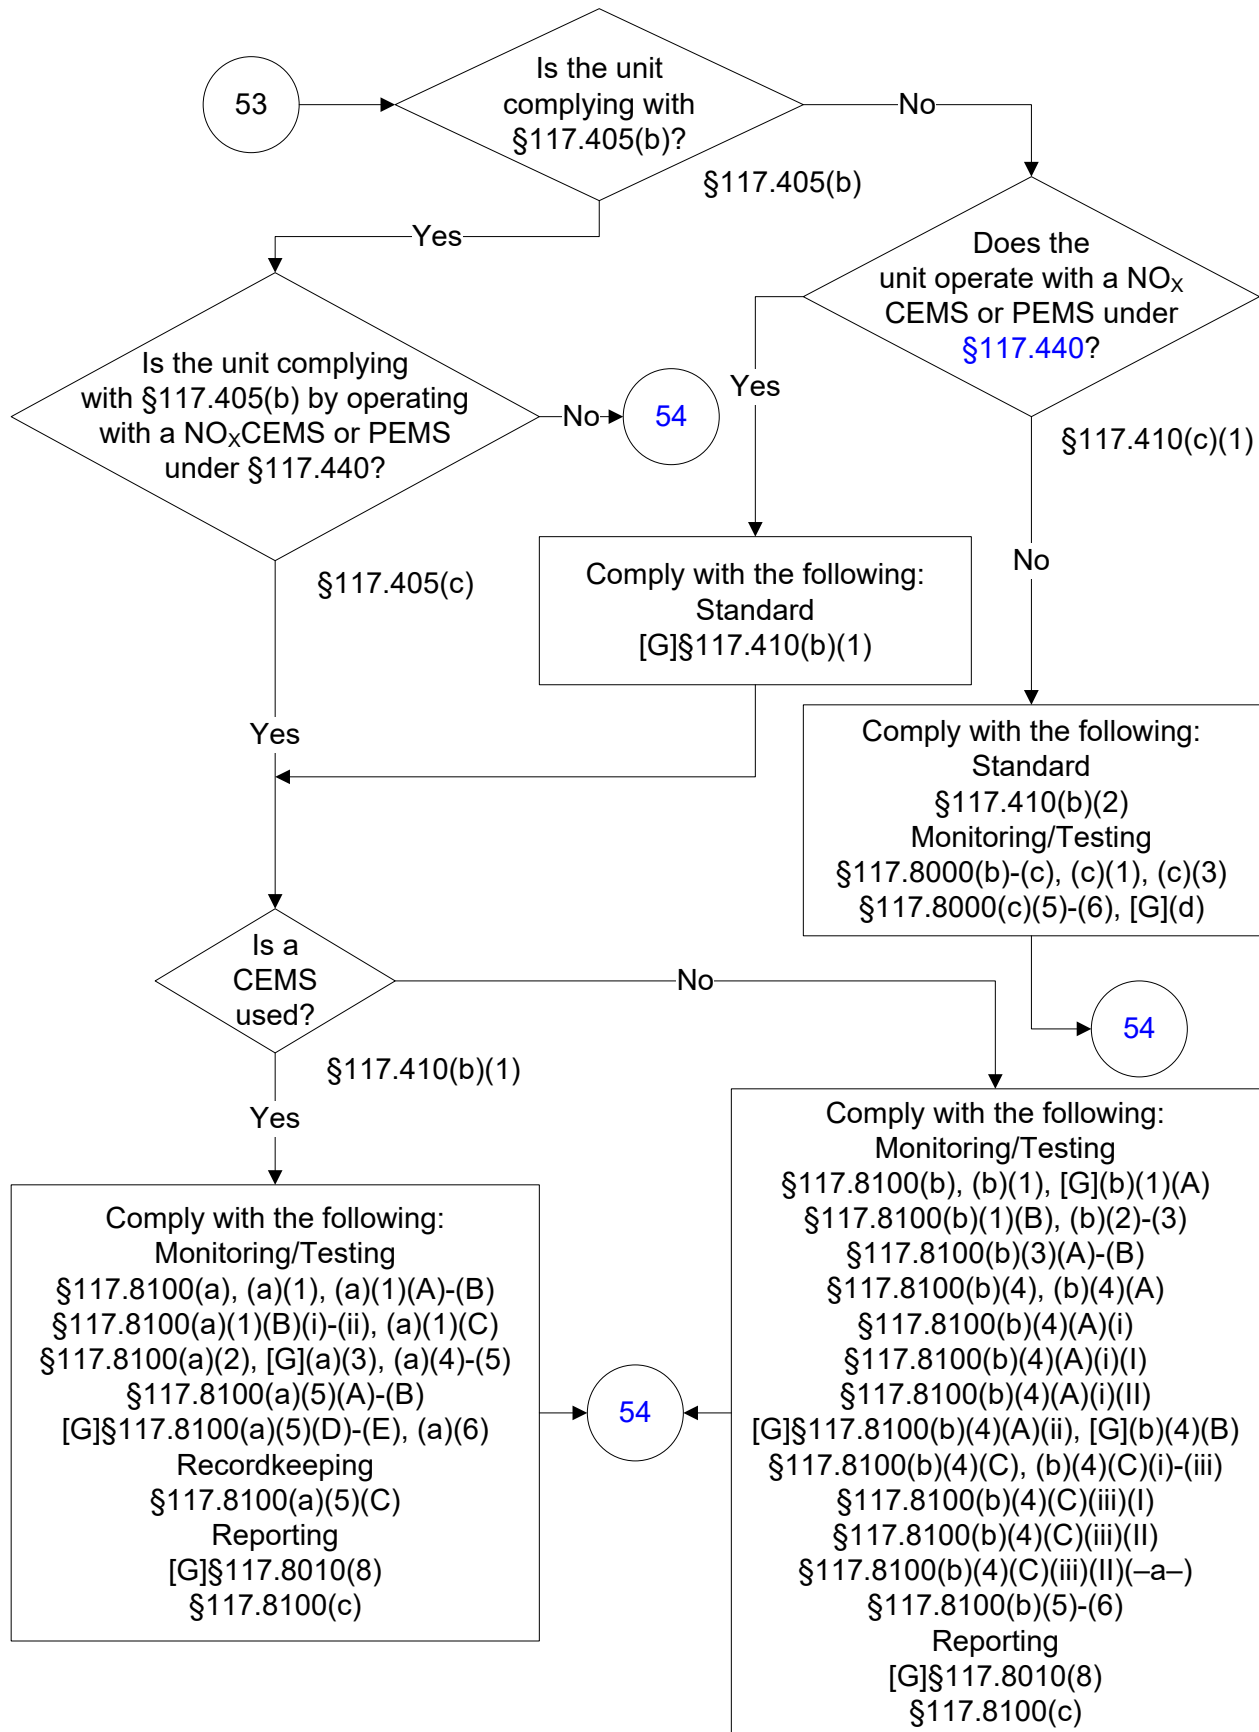 53
Is the unit
complying with
§117.405(b)?
No
§117.405(b)
Yes
Does the
unit operate with a NOX
CEMS or PEMS under
§117.440?
Is the unit complying
with §117.405(b) by operating
with a NOXCEMS or PEMS
under §117.440?
No
54
Yes
§117.410(c)(1)
§117.405(c)
Comply with the following:
Standard
[G]§117.410(b)(1)
No
Yes
Comply with the following:
Standard
§117.410(b)(2)
Monitoring/Testing
§117.8000(b)-(c), (c)(1), (c)(3)
§117.8000(c)(5)-(6), [G](d)
Is a
CEMS
used?
No
54
§117.410(b)(1)
Yes
Comply with the following:
Monitoring/Testing
§117.8100(a), (a)(1), (a)(1)(A)-(B)
§117.8100(a)(1)(B)(i)-(ii), (a)(1)(C)
§117.8100(a)(2), [G](a)(3), (a)(4)-(5)
§117.8100(a)(5)(A)-(B)
[G]§117.8100(a)(5)(D)-(E), (a)(6)
Recordkeeping
§117.8100(a)(5)(C)
Reporting
[G]§117.8010(8)
§117.8100(c)
54
Comply with the following:
Monitoring/Testing
§117.8100(b), (b)(1), [G](b)(1)(A)
§117.8100(b)(1)(B), (b)(2)-(3)
§117.8100(b)(3)(A)-(B)
§117.8100(b)(4), (b)(4)(A)
§117.8100(b)(4)(A)(i)
§117.8100(b)(4)(A)(i)(I)
§117.8100(b)(4)(A)(i)(II)
[G]§117.8100(b)(4)(A)(ii), [G](b)(4)(B)
§117.8100(b)(4)(C), (b)(4)(C)(i)-(iii)
§117.8100(b)(4)(C)(iii)(I)
§117.8100(b)(4)(C)(iii)(II)
§117.8100(b)(4)(C)(iii)(II)(–a–)
§117.8100(b)(5)-(6)
Reporting
[G]§117.8010(8)
§117.8100(c)